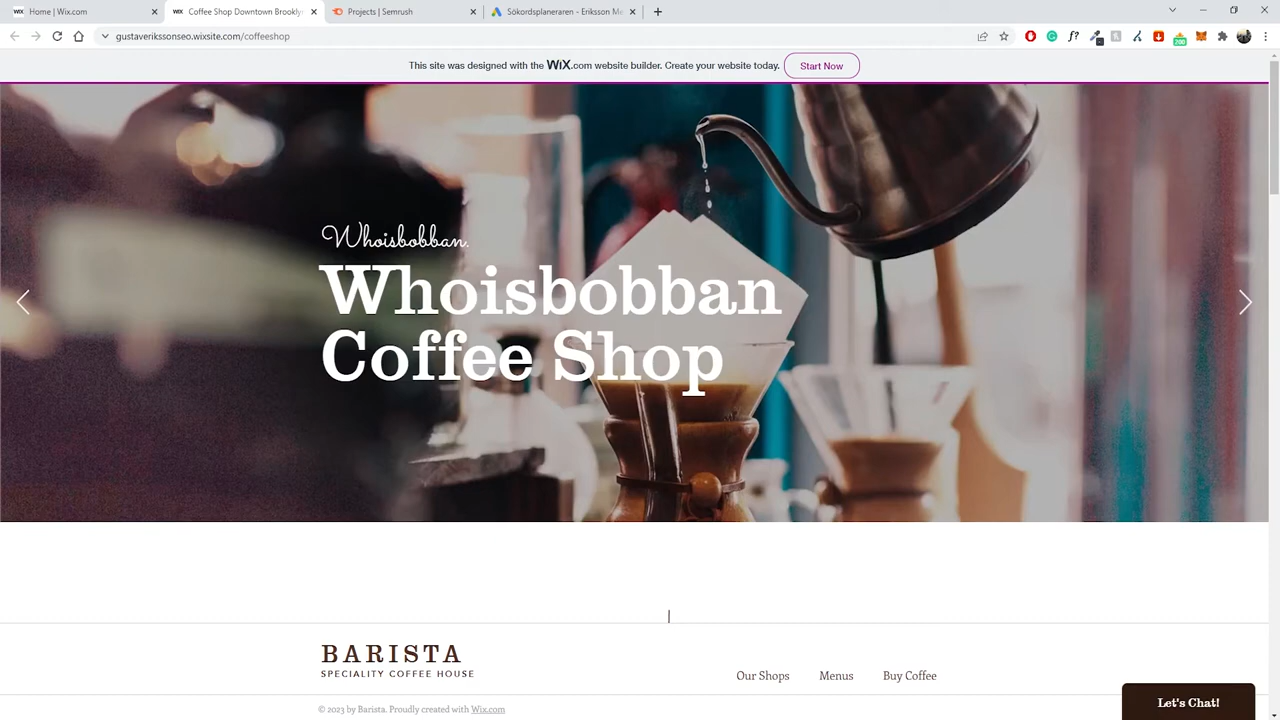 Home | Wix.com
Coffee Shop Downtown Brookly
Projects | Semrush
Sökordsplaneraren - Eriksson Me
gustaverikssonseo.wixsite.com/coffeeshop
f?
200
This site was designed with the WiX.com website builder. Create your website today.
Start Now
Whoisbobban.
Whoisbobban
Coffee Shop
BARISTA
SPECIALITY COFFEE HOUSE
Our Shops
Menus
Buy Coffee
© 2023 by Barista. Proudly created with Wix.com
Let's Chat!